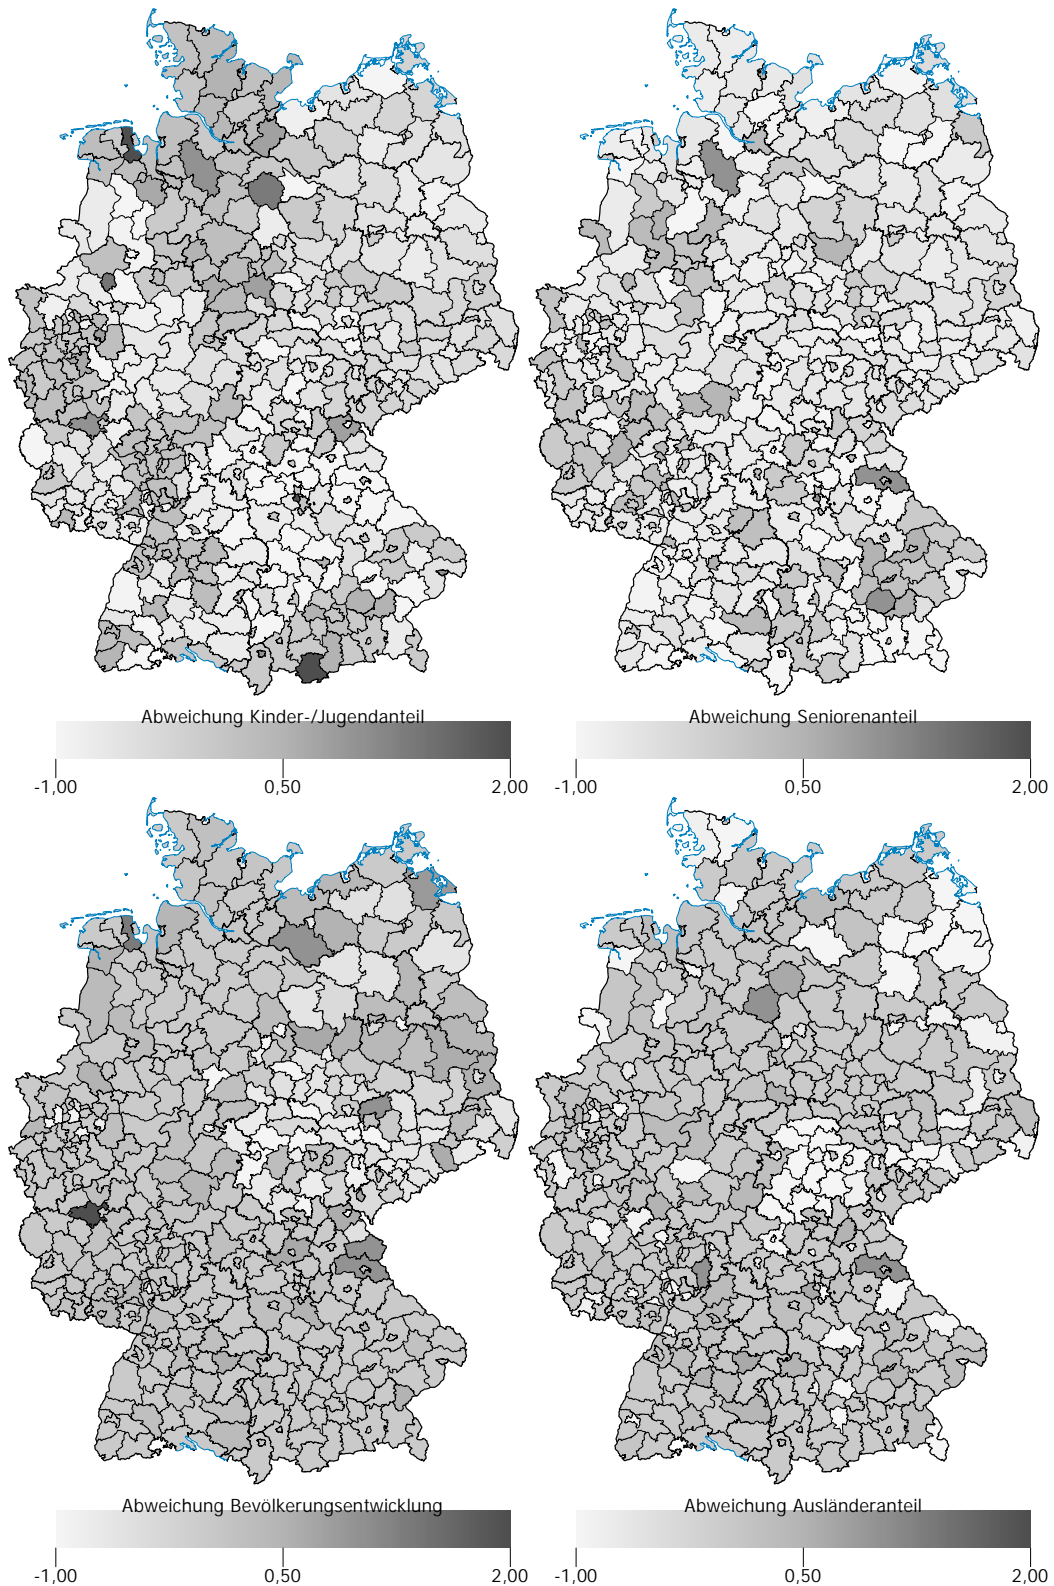 Abweichung Kinder-/Jugendanteil
-1,00 0,50 2,00
Abweichung Seniorenanteil
-1,00 0,50 2,00
Abweichung Bevölkerungsentwicklung
-1,00 0,50 2,00
Abweichung Ausländeranteil
-1,00 0,50 2,00